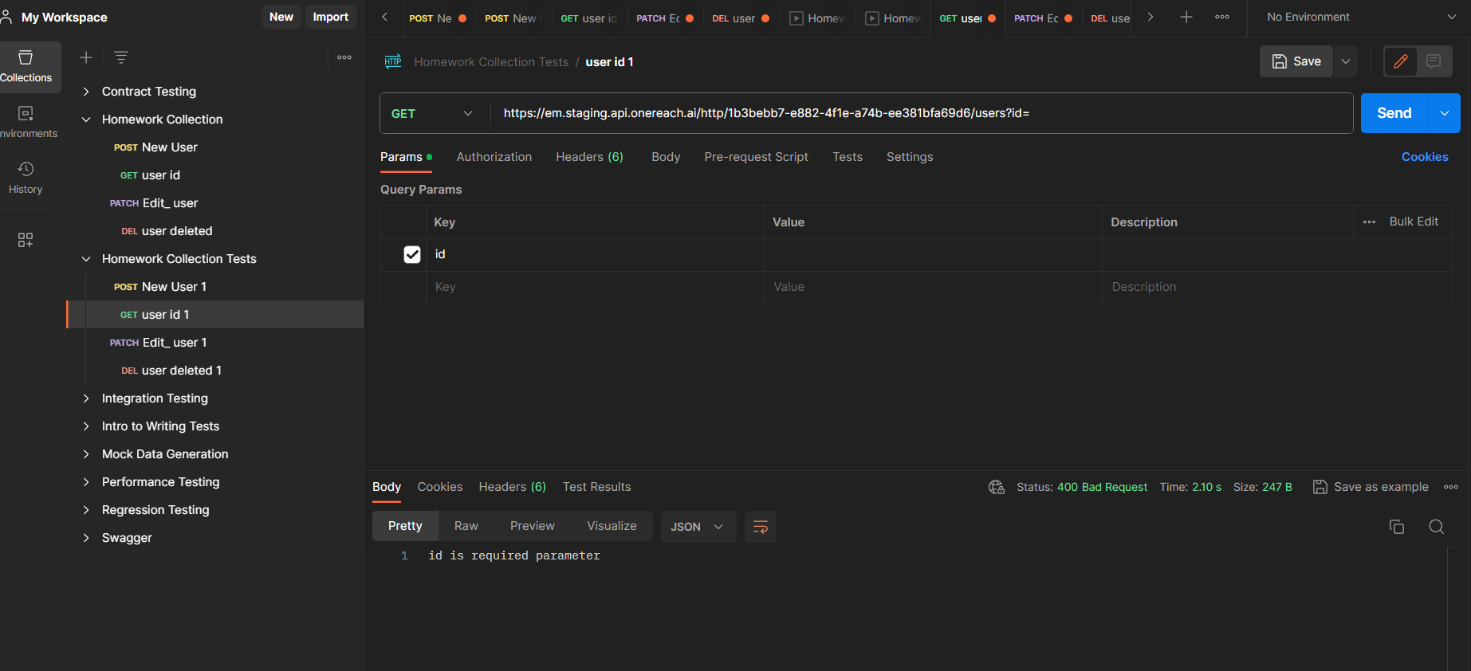 My Workspace New Import
POST Ne POST New GET user id PATCH Ec DEL user Homew Homew GET user PATCH Ec DEL use No Environment
Collections
nvironments
History
Contract Testing
Homework Collection
POST New User
GET user id
PATCH Edit_ user
DEL user deleted
Homework Collection Tests
POST New User 1
GET user id 1
PATCH Edit_ user 1
DEL user deleted 1
Integration Testing
Intro to Writing Tests
Mock Data Generation
Performance Testing
Regression Testing
Swagger
HTTP Homework Collection Tests / user id 1 Save
GET https://em.staging.api.onereach.ai/http/1b3bebb7-e882-4f1e-a74b-ee381bfa69d6/users?id= Send
Params Authorization Headers (6) Body Pre-request Script Tests Settings Cookies
Query Params
Key Value Description Bulk Edit
id
Key Value Description
Body Cookies Headers (6) Test Results Status: 400 Bad Request Time: 2.10 s Size: 247 B Save as example
Pretty Raw Preview Visualize JSON
1 id is required parameter